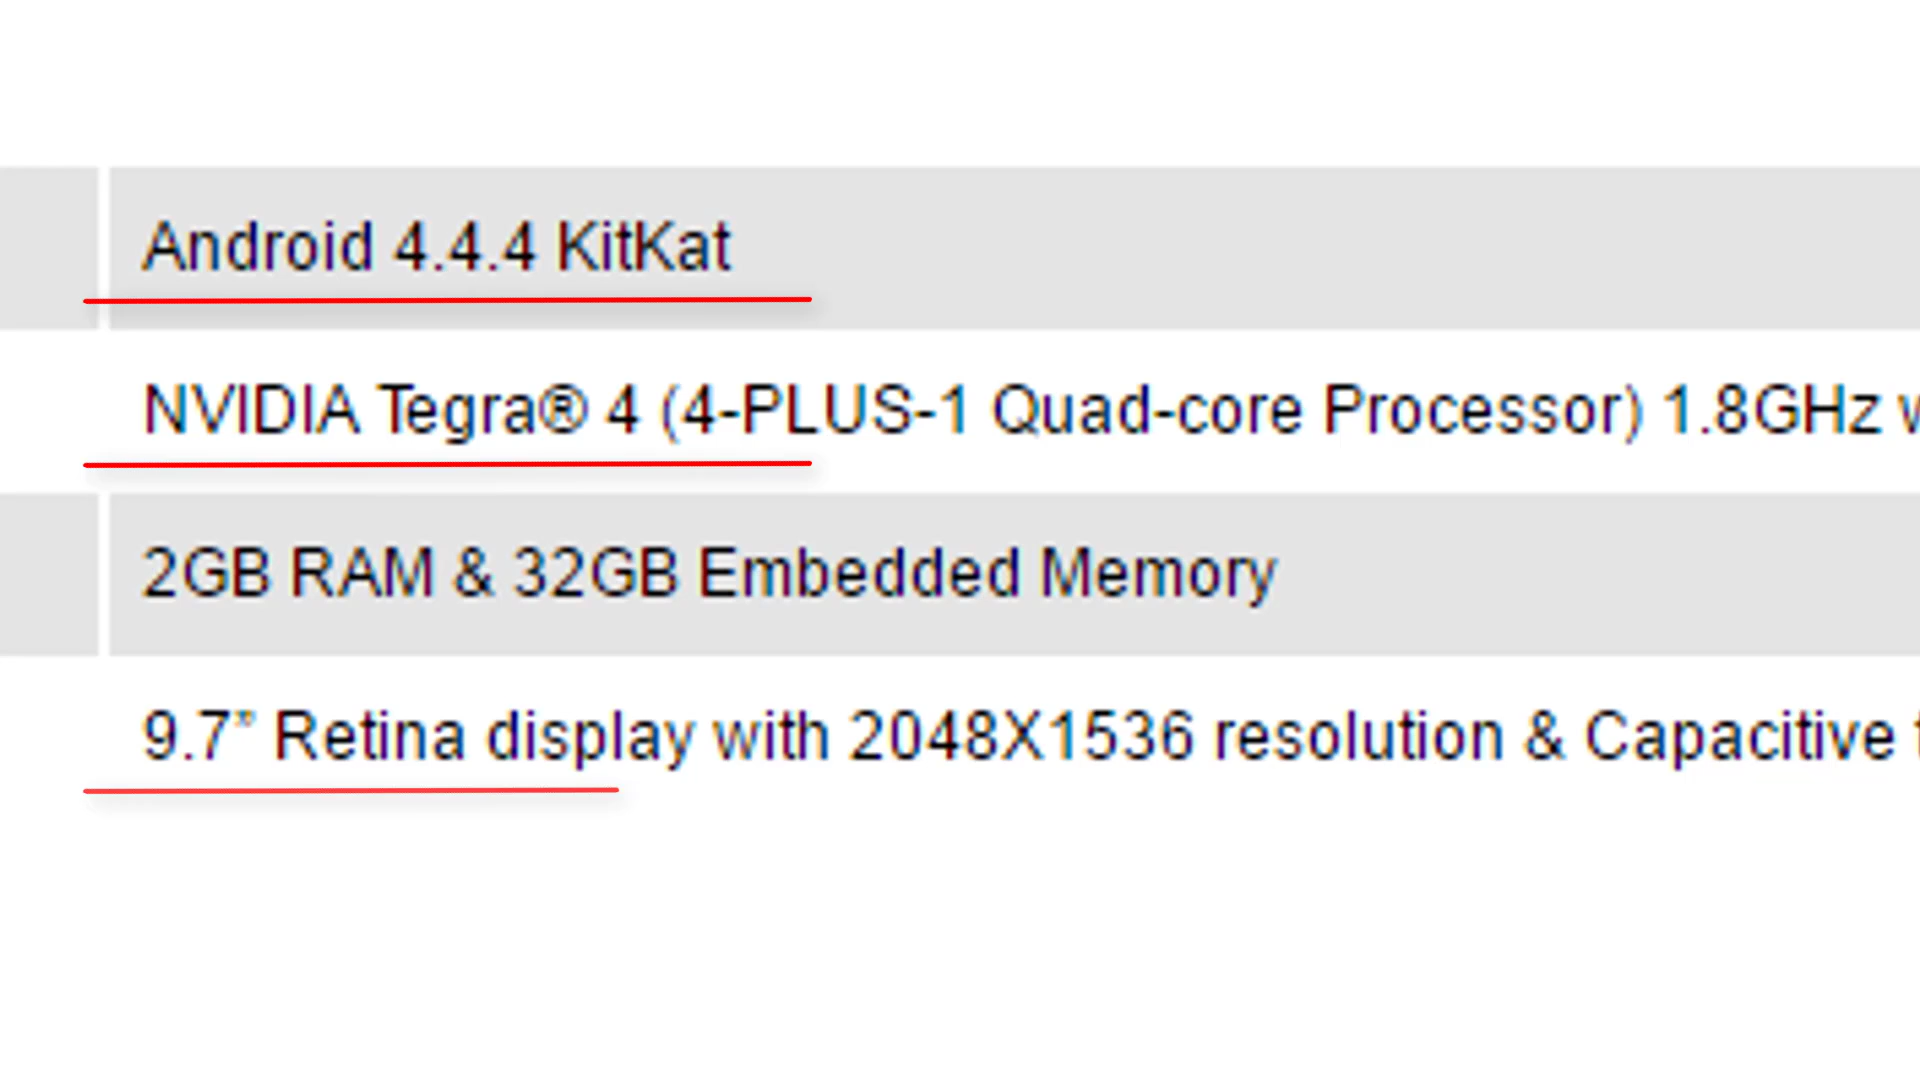 Android 4.4.4 KitKat
NVIDIA Tegra® 4 (4-PLUS-1 Quad-core Processor) 1.8GHz
2GB RAM & 32GB Embedded Memory
9.7” Retina display with 2048X1536 resolution & Capacitive